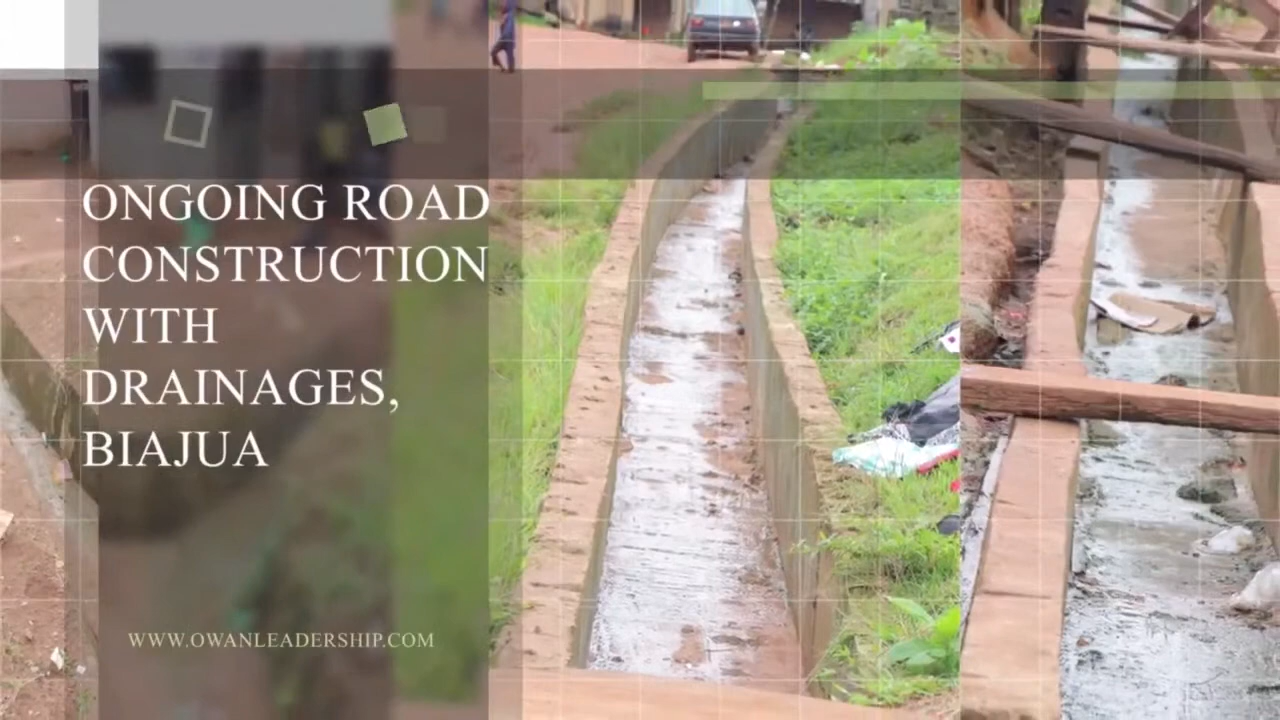 ONGOING ROAD
CONSTRUCTION
WITH
DRAINAGES,
BIAJUA
WWW.OWANLEADERSHIP.COM